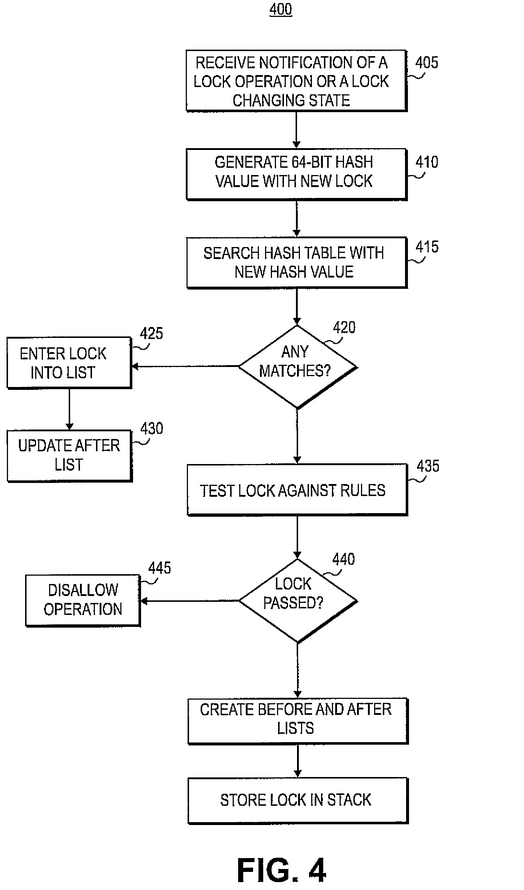 400
RECEIVE NOTIFICATION OF A
LOCK OPERATION OR A LOCK
CHANGING STATE
405
GENERATE 64-BIT HASH
VALUE WITH NEW LOCK
410
SEARCH HASH TABLE WITH
NEW HASH VALUE
415
ANY
MATCHES?
420
ENTER LOCK
INTO LIST
425
UPDATE AFTER
LIST
430
TEST LOCK AGAINST RULES
435
LOCK
PASSED?
440
DISALLOW
OPERATION
445
CREATE BEFORE AND AFTER
LISTS
STORE LOCK IN STACK
FIG. 4